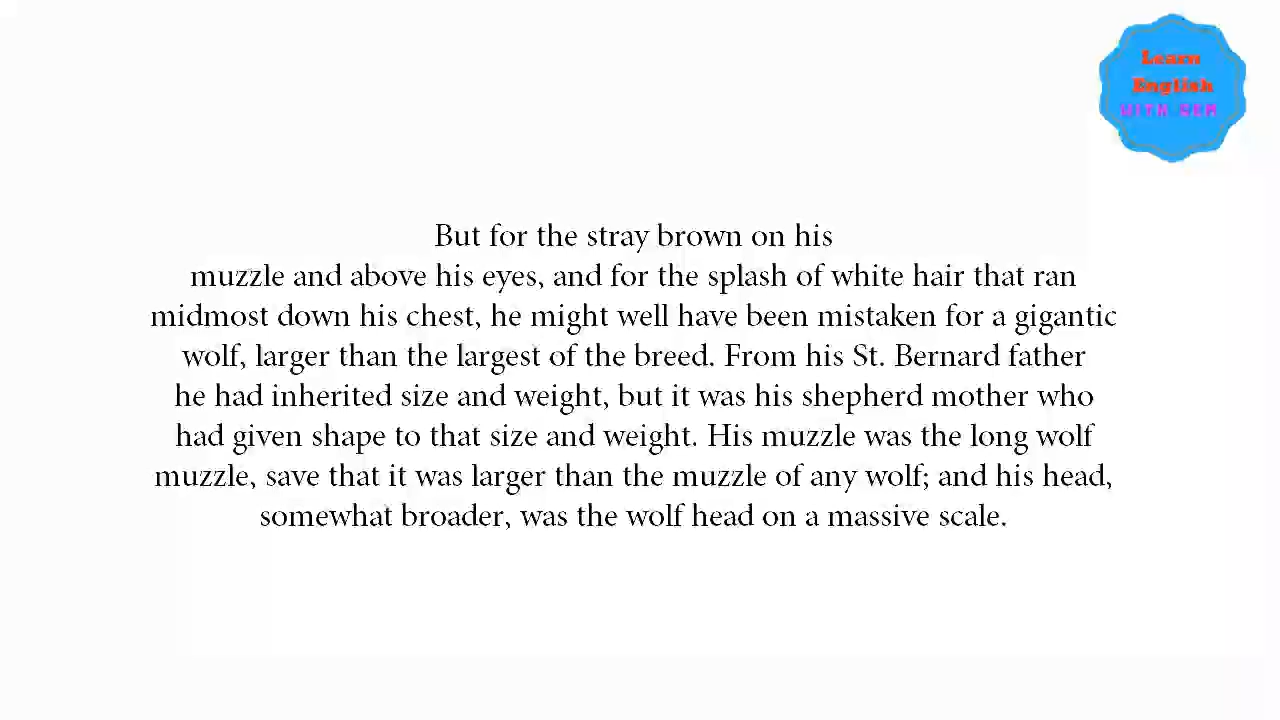 Learn
English
WITH GEM
But for the stray brown on his
muzzle and above his eyes, and for the splash of white hair that ran
midmost down his chest, he might well have been mistaken for a gigantic
wolf, larger than the largest of the breed. From his St. Bernard father
he had inherited size and weight, but it was his shepherd mother who
had given shape to that size and weight. His muzzle was the long wolf
muzzle, save that it was larger than the muzzle of any wolf; and his head,
somewhat broader, was the wolf head on a massive scale.